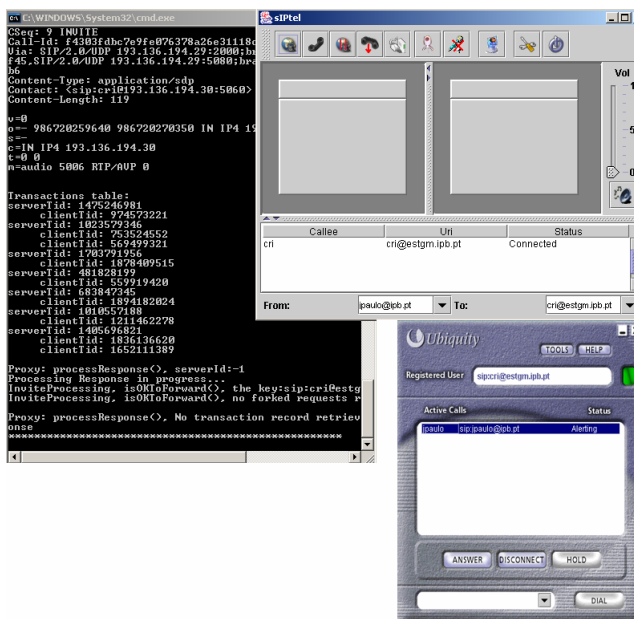 C:\WINDOWS\System32\cmd.exe
CSeq: 9 INVITE
Call-Id: f4303fdbc7e9fe076378a26e31118c
Via: SIP/2.0/UDP 193.136.194.29:2000;br
f45,SIP/2.0/UDP 193.136.194.29:5080;bra
b6
Content-Type: application/sdp
Contact: <sip:cri@193.136.194.30:5060>
Content-Length: 119
v=0
o=- 986720259640 986720270350 IN IP4 19
s=-
c=IN IP4 193.136.194.30
t=0 0
m=audio 5006 RTP/AVP 0
Transactions table:
serverTid: 1475246981
clientTid: 974573221
serverTid: 1023579346
clientTid: 753524552
clientTid: 569499321
serverTid: 1703791956
clientTid: 1878409515
serverTid: 481828199
clientTid: 559919420
serverTid: 683847345
clientTid: 1894182024
serverTid: 1010557188
clientTid: 1211462278
serverTid: 1405696821
clientTid: 1836136620
clientTid: 1652111389
Proxy: processResponse(), serverId:-1
Processing Response in progress...
InviteProcessing, isOKToForward(), the key:sip:cri@estg
InviteProcessing, isOKToForward(), no forked requests r
Proxy: processResponse(), No transaction record retriev
onse
*******************************************************
sIPtel
Vol
Callee Uri Status
cri cri@estgm.ipb.pt Connected
From: jpaulo@ipb.pt To: cri@estgm.ipb.pt
Ubiquity
TOOLS HELP
Registered User sip:cri@estgm.ipb.pt
Active Calls Status
jpaulo sip:jpaulo@ipb.pt Alerting
ANSWER DISCONNECT HOLD
DIAL